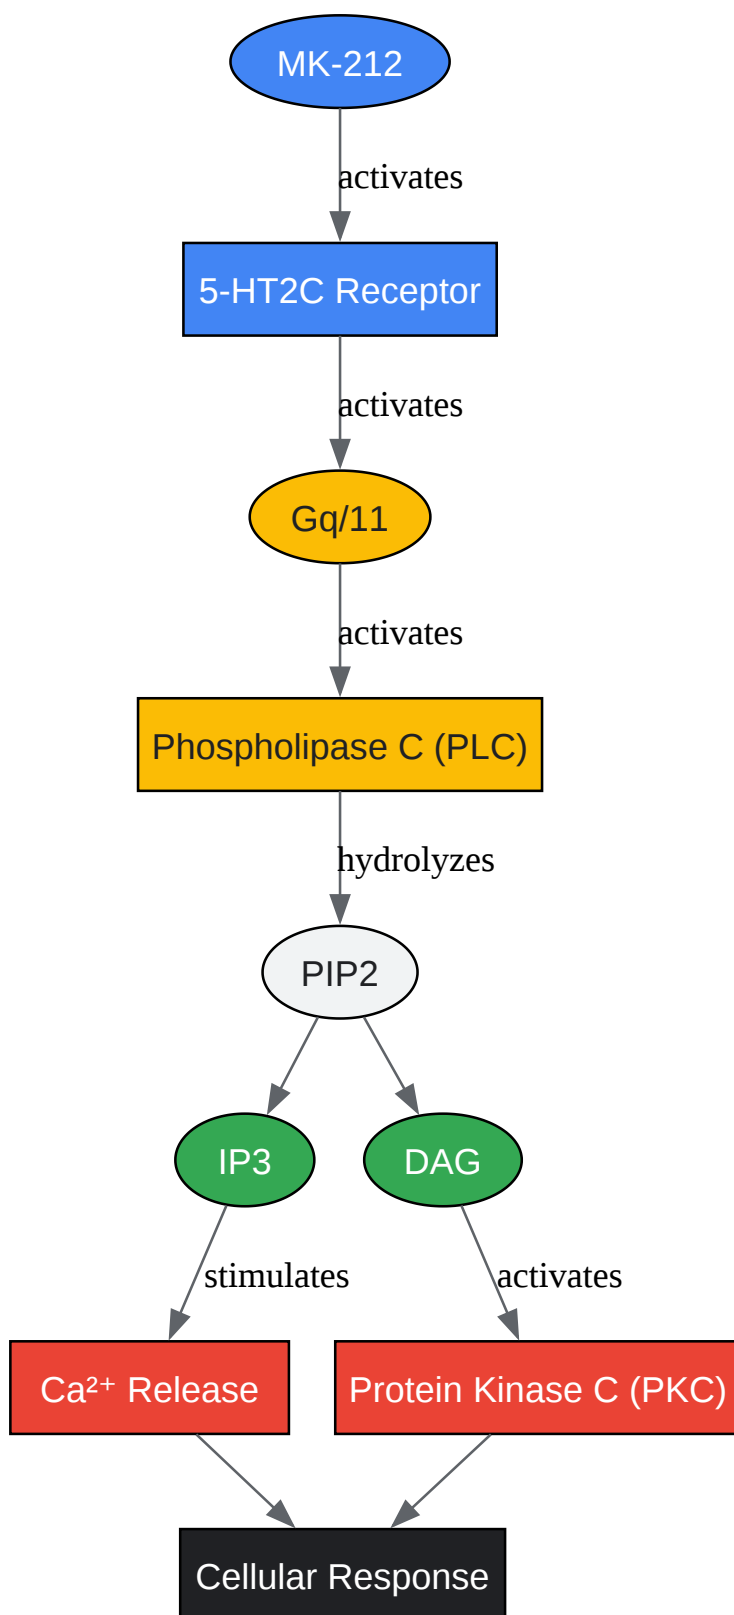 MK-212
activates
5-HT2C Receptor
activates
Gq/11
activates
Phospholipase C (PLC)
hydrolyzes
PIP2
IP3
DAG
stimulates
activates
Ca²⁺ Release
Protein Kinase C (PKC)
Cellular Response